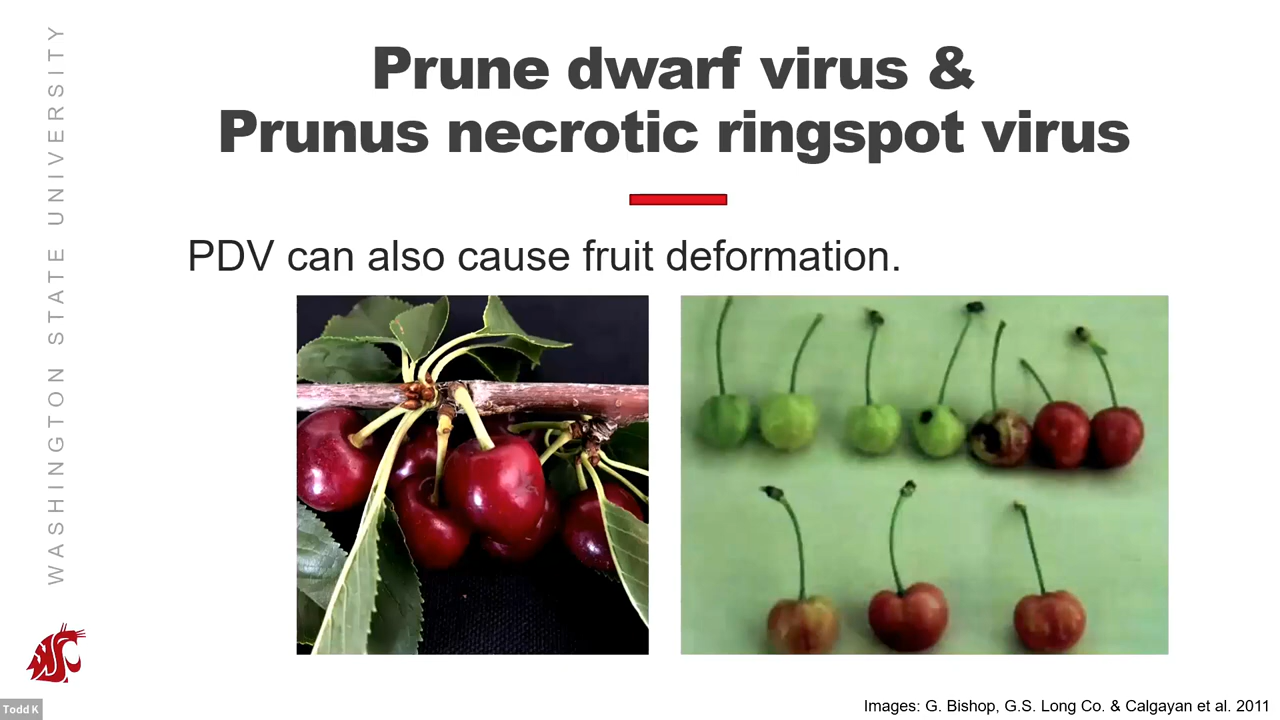 WASHINGTON STATE UNIVERSITY
Prune dwarf virus &
Prunus necrotic ringspot virus
PDV can also cause fruit deformation.
Images: G. Bishop, G.S. Long Co. & Calgayan et al. 2011
Todd K